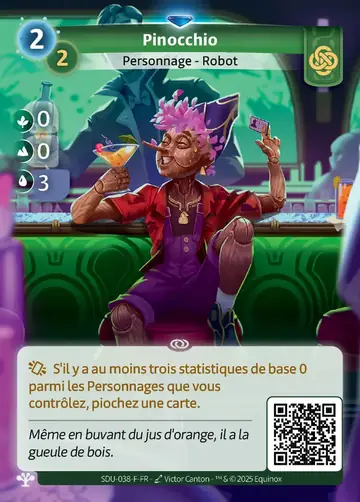 2
Pinocchio
2
Personnage - Robot
0
0
3
S'il y a au moins trois statistiques de base 0
parmi les Personnages que vous
contrôlez, piochez une carte.
Même en buvant du jus d'orange, il a la
gueule de bois.
SDU-038-F-FR - Victor Canton - ™ & © 2025 Equinox